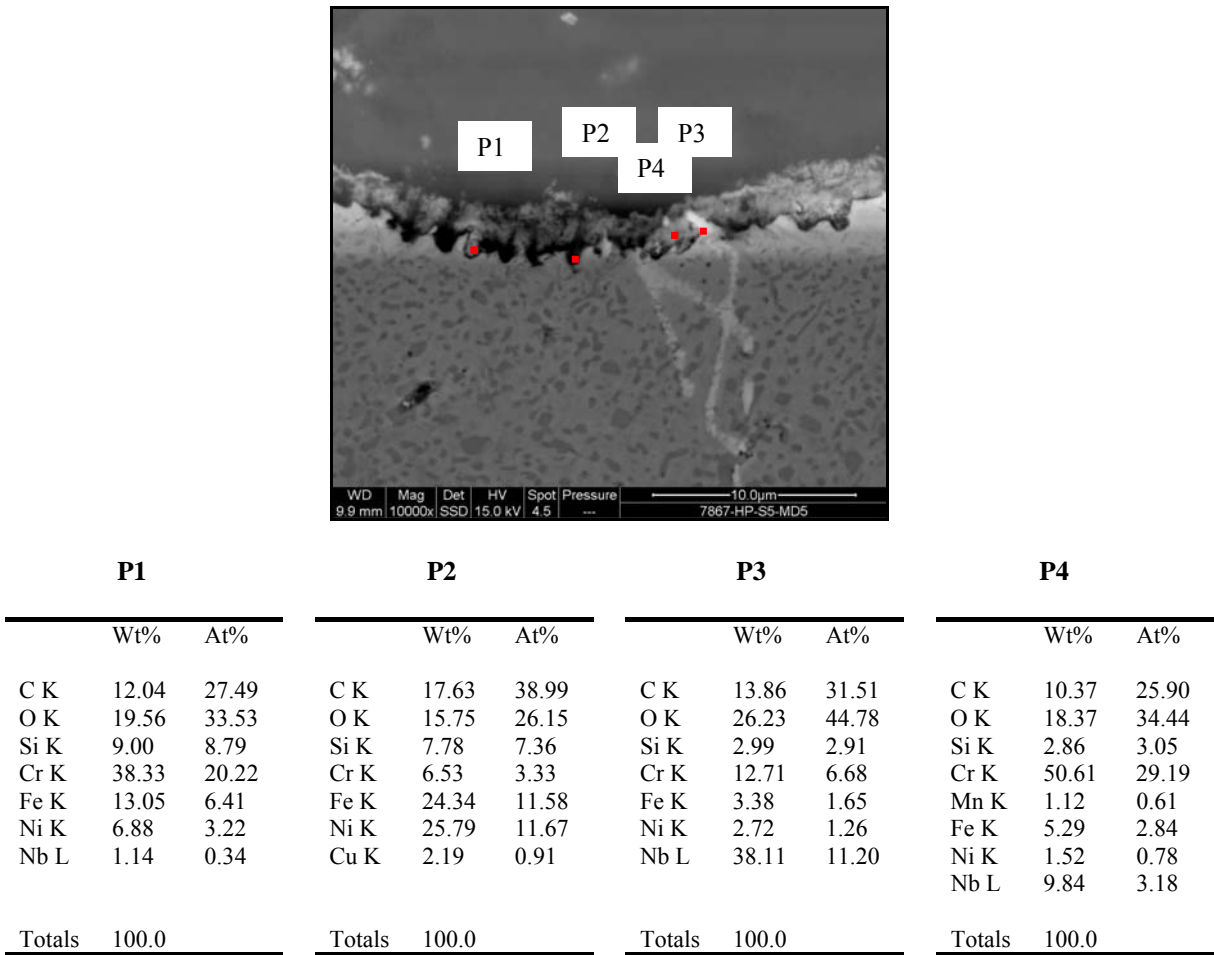 P1
P2
P3
P4
WD Mag Det HV Spot Pressure 10.0µm
9.9 mm 10000x SSD 15.0 kV 4.5 --- 7867-HP-S5-MD5
P1 P2 P3 P4
Wt% At% Wt% At% Wt% At% Wt% At%
C K 12.04 27.49 C K 17.63 38.99 C K 13.86 31.51 C K 10.37 25.90
O K 19.56 33.53 O K 15.75 26.15 O K 26.23 44.78 O K 18.37 34.44
Si K 9.00 8.79 Si K 7.78 7.36 Si K 2.99 2.91 Si K 2.86 3.05
Cr K 38.33 20.22 Cr K 6.53 3.33 Cr K 12.71 6.68 Cr K 50.61 29.19
Fe K 13.05 6.41 Fe K 24.34 11.58 Fe K 3.38 1.65 Mn K 1.12 0.61
Ni K 6.88 3.22 Ni K 25.79 11.67 Ni K 2.72 1.26 Fe K 5.29 2.84
Nb L 1.14 0.34 Cu K 2.19 0.91 Nb L 38.11 11.20 Ni K 1.52 0.78
Nb L 9.84 3.18
Totals 100.0 Totals 100.0 Totals 100.0 Totals 100.0